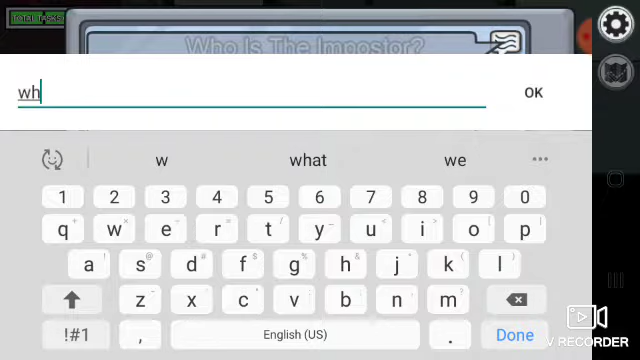 TOTAL TASKS
Who Is The Impostor?
wh
OK
w what we
1 2 3 4 5 6 7 8 9 0
q w e r t y u i o p
a s d f g h j k l
z x c v b n m
!#1 , English (US) . Done
V RECORDER